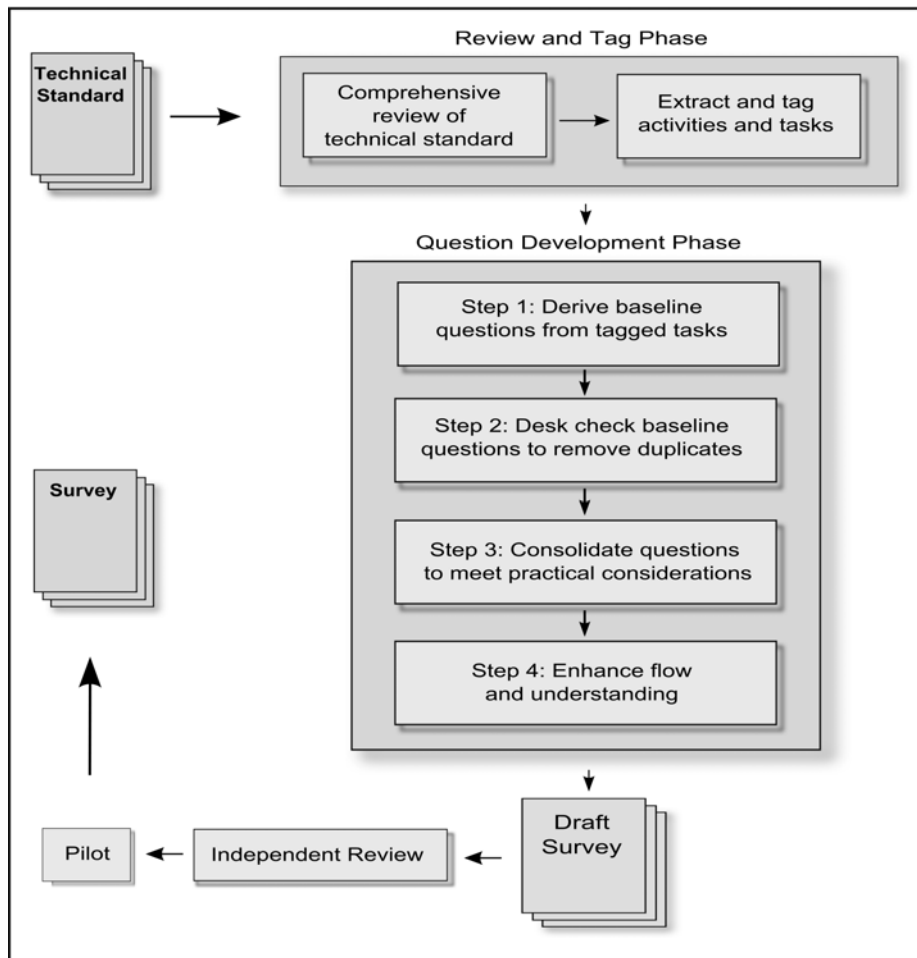 Review and Tag Phase
Technical
Standard
Comprehensive
review of
technical standard
Extract and tag
activities and tasks
Question Development Phase
Step 1: Derive baseline
questions from tagged tasks
Step 2: Desk check baseline
questions to remove duplicates
Step 3: Consolidate questions
to meet practical considerations
Step 4: Enhance flow
and understanding
Draft
Survey
Independent Review
Pilot
Survey